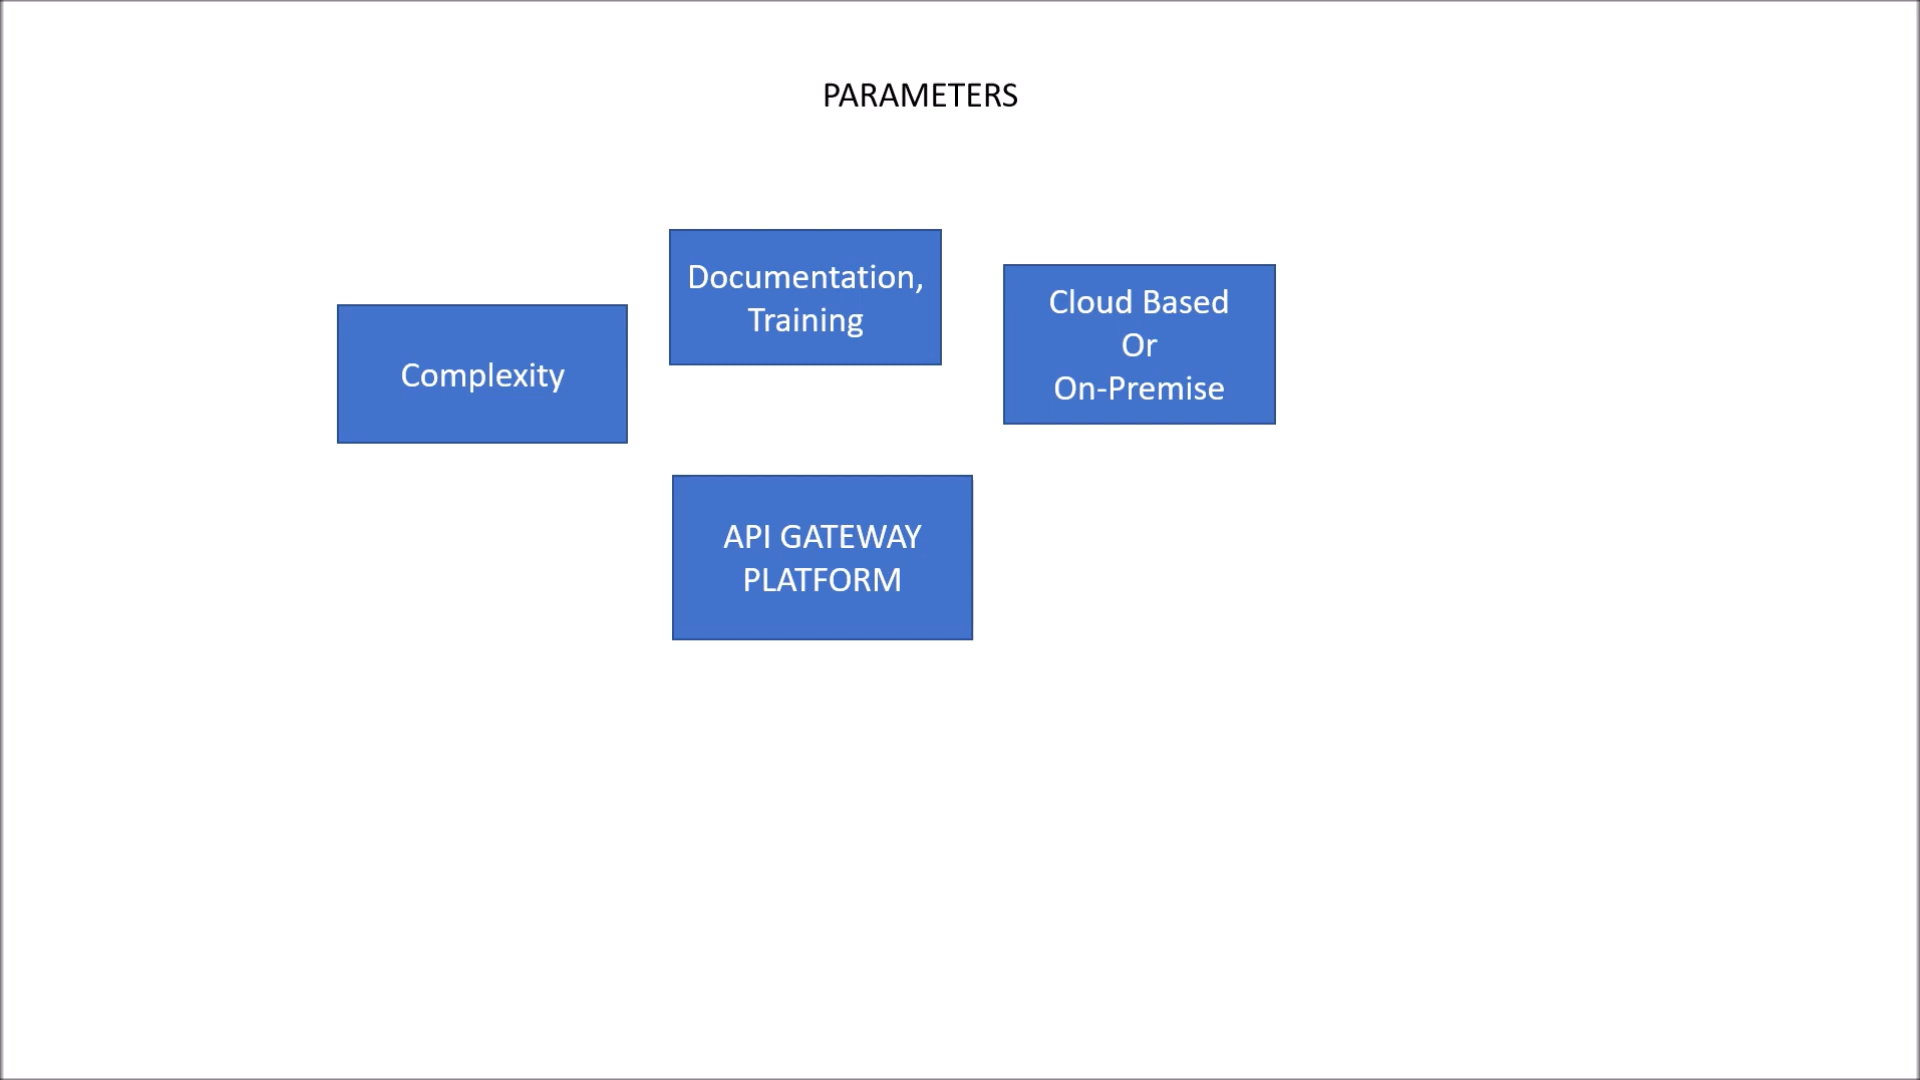 PARAMETERS
Complexity
Documentation,
Training
Cloud Based
Or
On-Premise
API GATEWAY
PLATFORM